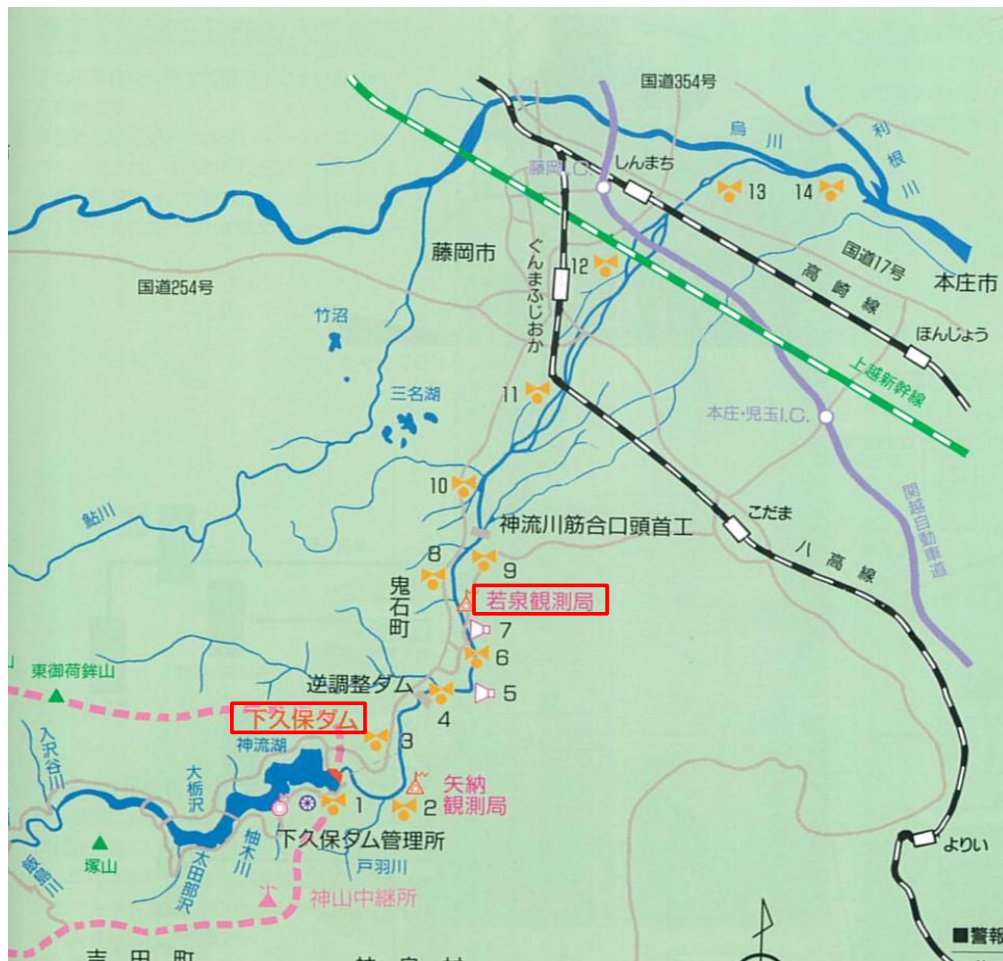 国道354号
烏川
利根川
藤岡I.C.
しんまち
13
14
藤岡市
ぐんまふじおか
12
国道17号
高崎線
本庄市
国道254号
竹沼
ほんじょう
上越新幹線
三名湖
11
本庄・児玉I.C.
10
関越自動車道
鮎川
神流川筋合口頭首工
こだま
八高線
8
9
鬼石町
若泉観測局
7
6
東御荷鉾山
逆調整ダム
5
4
下久保ダム
3
神流湖
入沢谷川
大栃沢
矢納
観測局
1
2
下久保ダム管理所
柚木川
太田部沢
塚山
戸羽川
よりい
神山中継所
■警報
吉田町